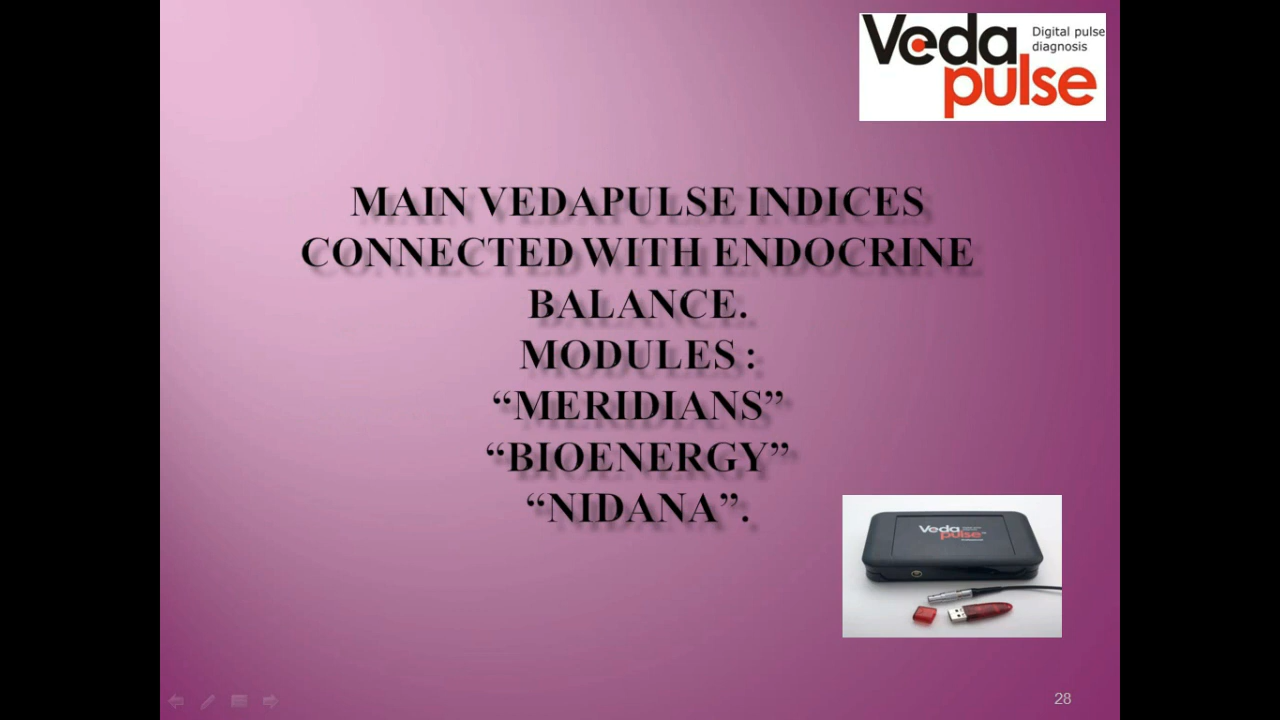 Veda
pulse
Digital pulse
diagnosis
MAIN VEDAPULSE INDICES
CONNECTED WITH ENDOCRINE
BALANCE.
MODULES :
“MERIDIANS”
“BIOENERGY”
“NIDANA”.
Veda
pulse
28